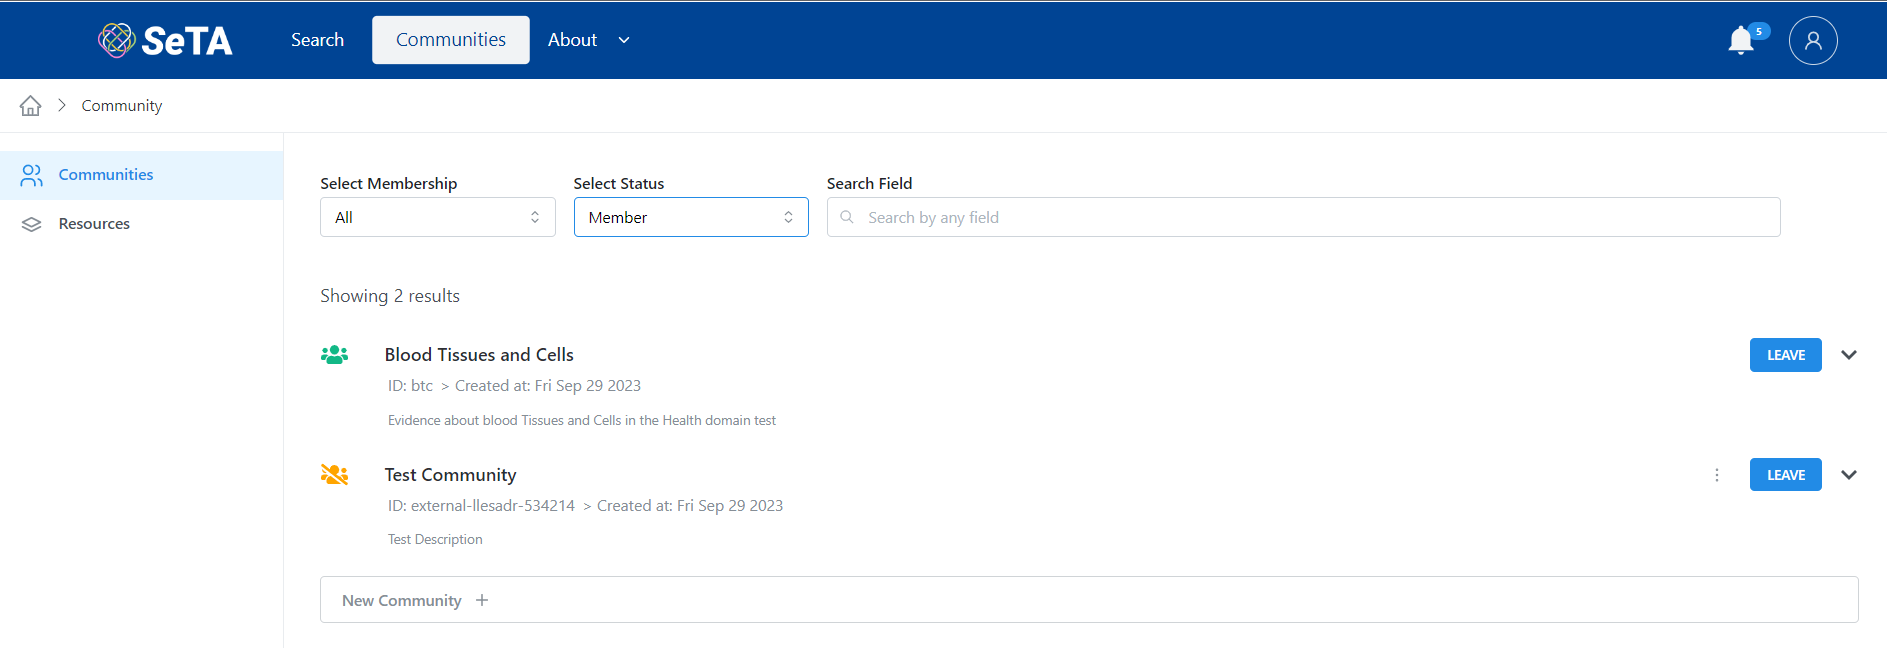 SeTA
Search
Communities
About
5
Community
Communities
Resources
Select Membership
Select Status
Search Field
All
Member
Search by any field
Showing 2 results
Blood Tissues and Cells
LEAVE
ID: btc > Created at: Fri Sep 29 2023
Evidence about blood Tissues and Cells in the Health domain test
Test Community
LEAVE
ID: external-llesadr-534214 > Created at: Fri Sep 29 2023
Test Description
New Community +